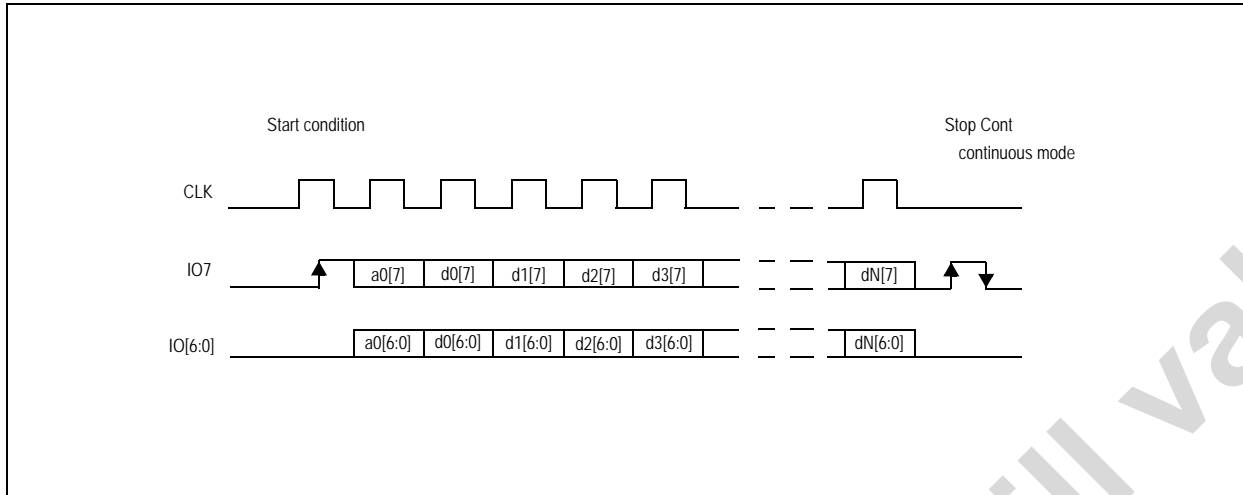 Start condition
Stop Cont
continuous mode
CLK
IO7
a0[7] d0[7] d1[7] d2[7] d3[7] dN[7]
IO[6:0]
a0[6:0] d0[6:0] d1[6:0] d2[6:0] d3[6:0] dN[6:0]